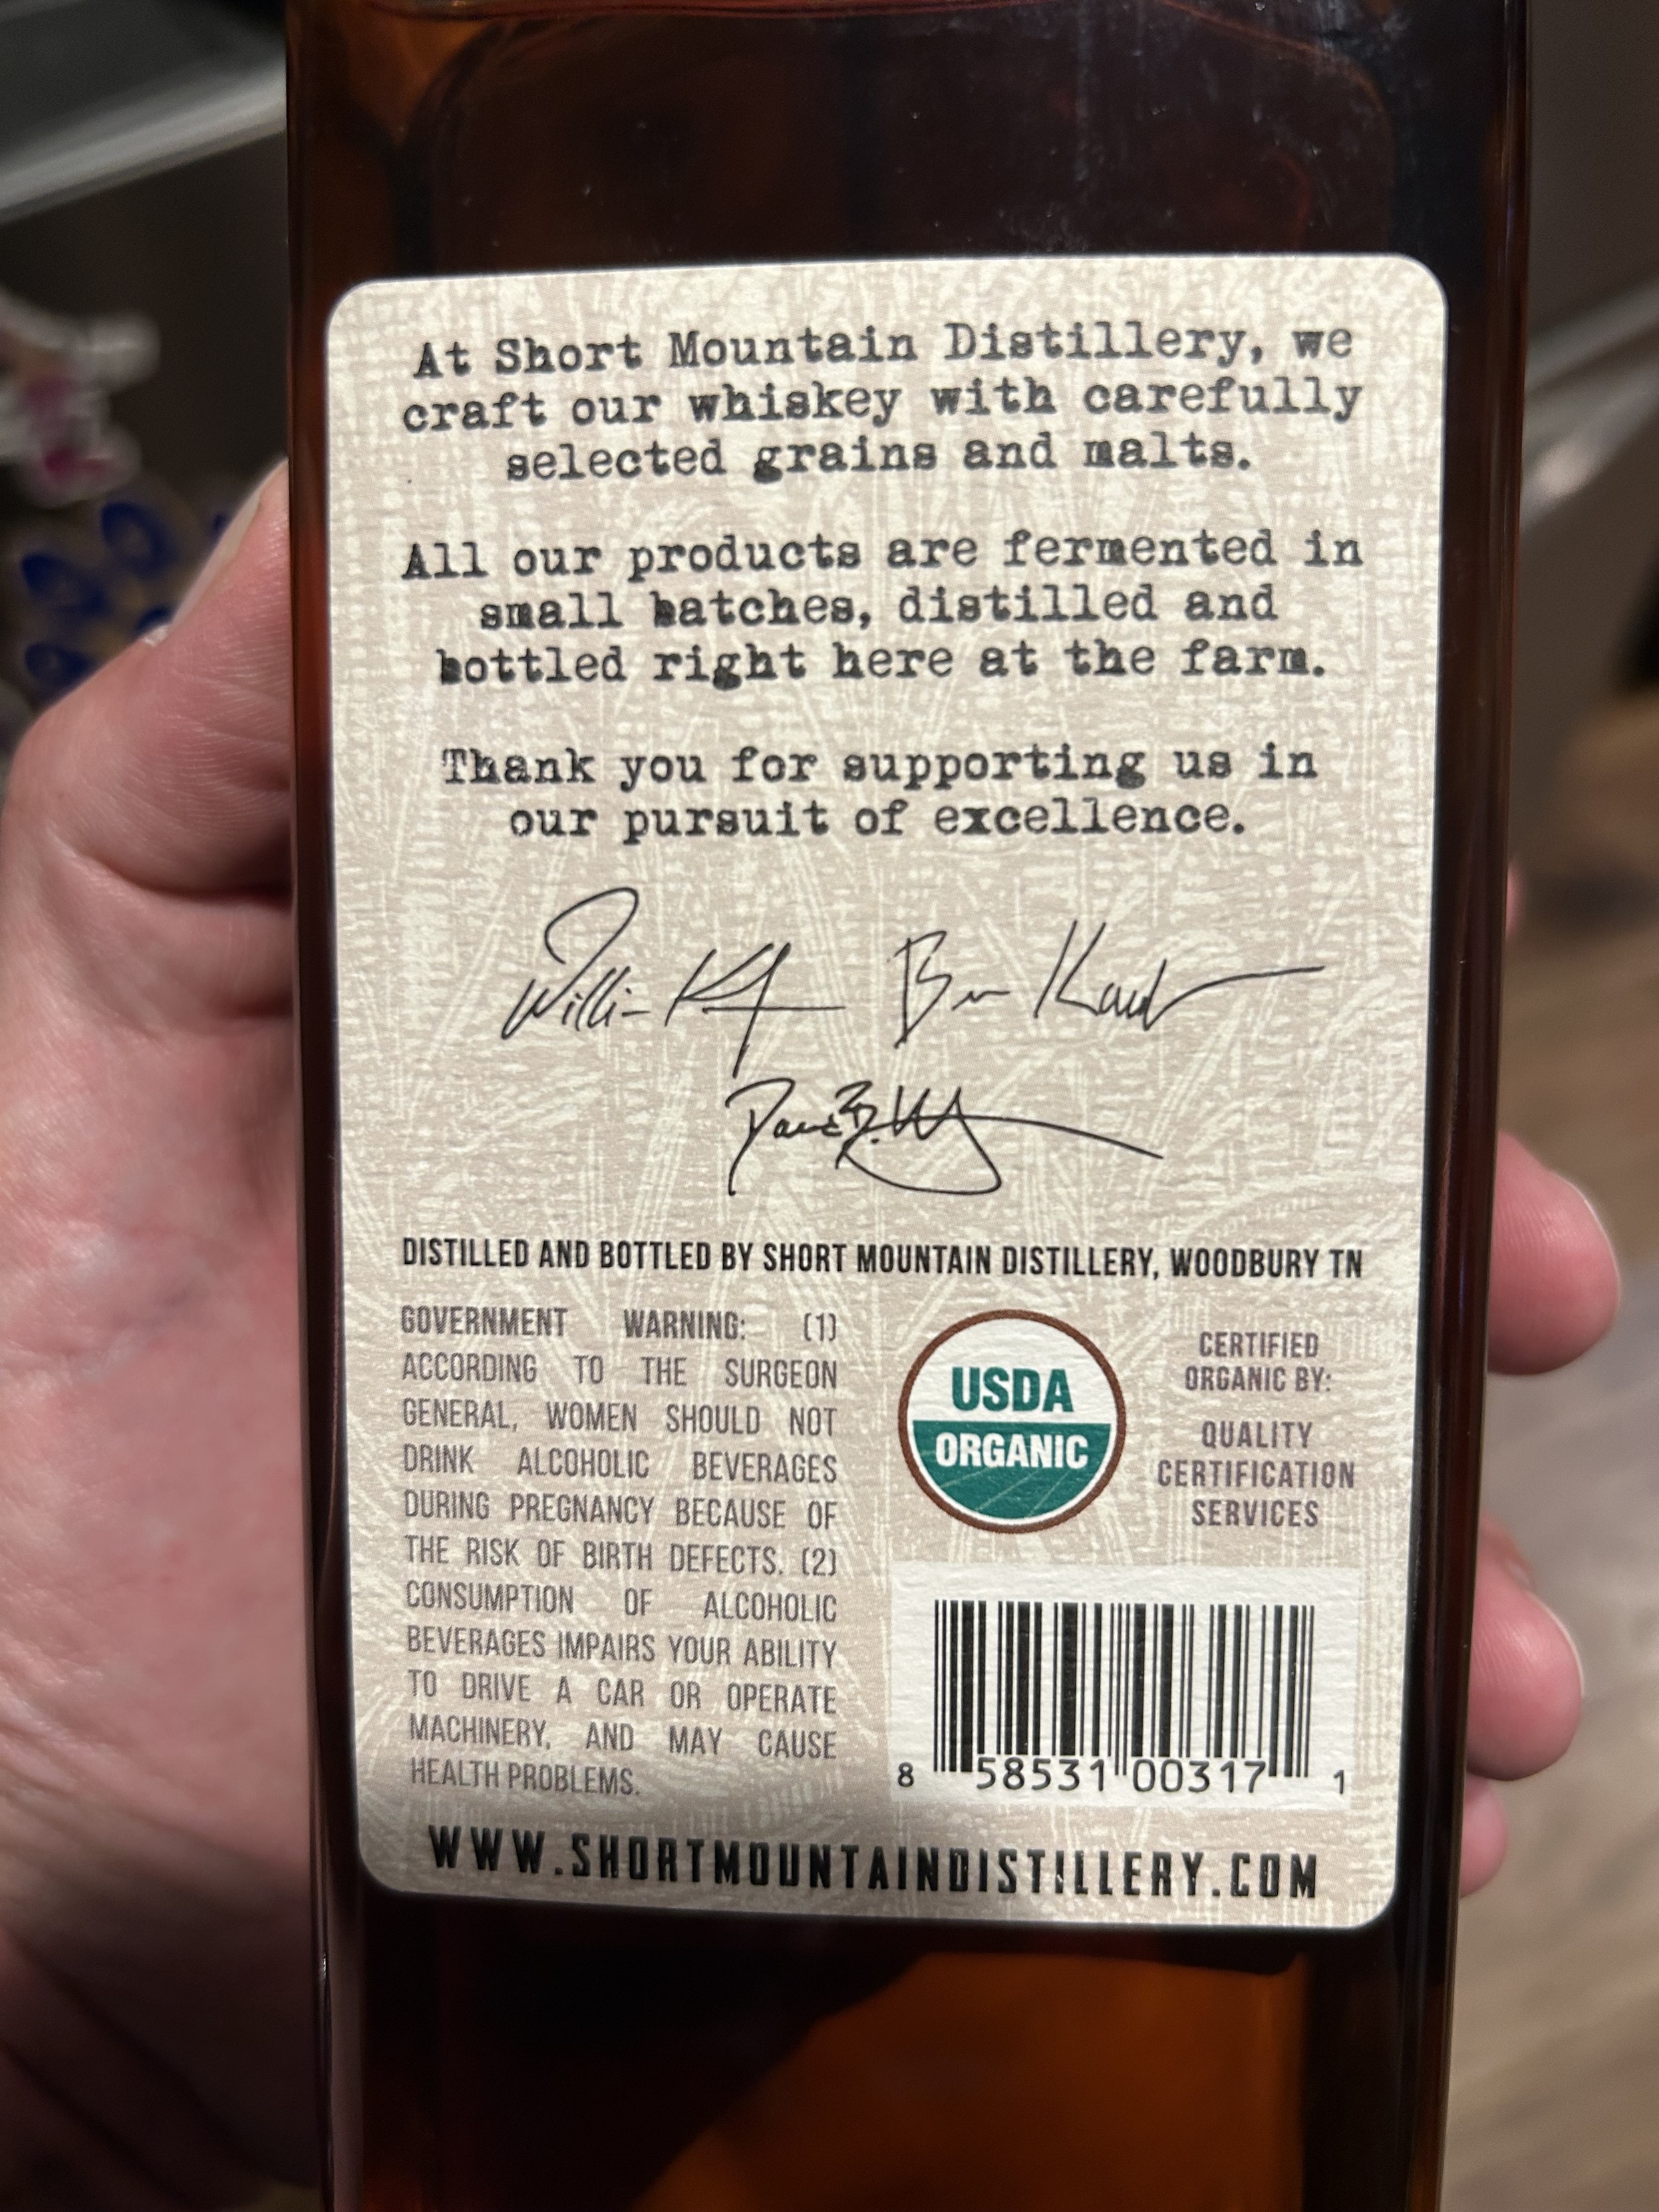 At Short Mountain Distillery, we
craft our whiskey with carefully
selected grains and malts.
All our products are fermented in
small batches, distilled and
bottled right here at the farm.
Thank you for supporting us in
our pursuit of excellence.
DISTILLED AND BOTTLED BY SHORT MOUNTAIN DISTILLERY, WOODBURY TN
GOVERNMENT WARNING: (1)
ACCORDING TO THE SURGEON
GENERAL, WOMEN SHOULD NOT
DRINK ALCOHOLIC BEVERAGES
DURING PREGNANCY BECAUSE OF
THE RISK OF BIRTH DEFECTS. (2)
CONSUMPTION OF ALCOHOLIC
BEVERAGES IMPAIRS YOUR ABILITY
TO DRIVE A CAR OR OPERATE
MACHINERY, AND MAY CAUSE
HEALTH PROBLEMS.
USDA
ORGANIC
CERTIFIED
ORGANIC BY:
QUALITY
CERTIFICATION
SERVICES
8 58531 00317 1
WWW.SHORTMOUNTAINDISTILLERY.COM